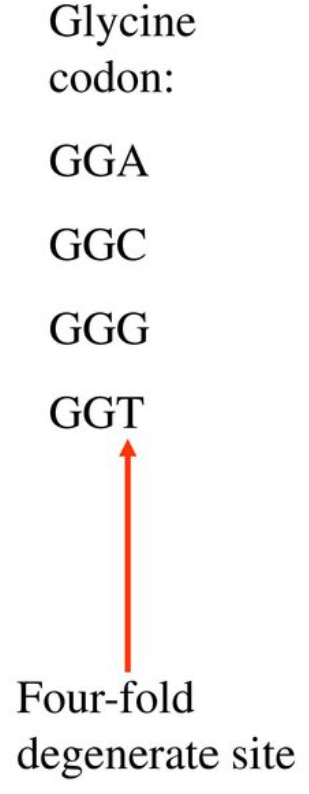 Glycine
codon:
GGA
GGC
GGG
GGT
Four-fold
degenerate site